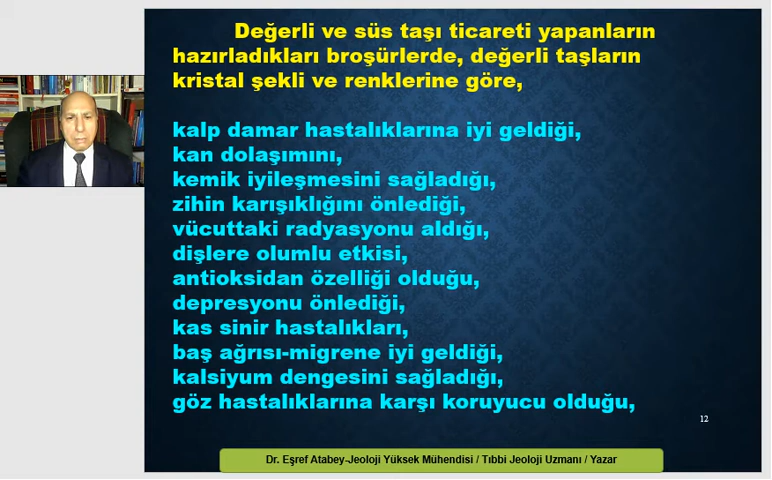 Değerli ve süs taşı ticareti yapanların
hazırladıkları broşürlerde, değerli taşların
kristal şekli ve renklerine göre,
kalp damar hastalıklarına iyi geldiği,
kan dolaşımını,
kemik iyileşmesini sağladığı,
zihin karışıklığını önlediği,
vücuttaki radyasyonu aldığı,
dişlere olumlu etkisi,
antioksidan özelliği olduğu,
depresyonu önlediği,
kas sinir hastalıkları,
baş ağrısı-migrene iyi geldiği,
kalsiyum dengesini sağladığı,
göz hastalıklarına karşı koruyucu olduğu,
12
Dr. Eşref Atabey-Jeoloji Yüksek Mühendisi / Tıbbi Jeoloji Uzmanı / Yazar